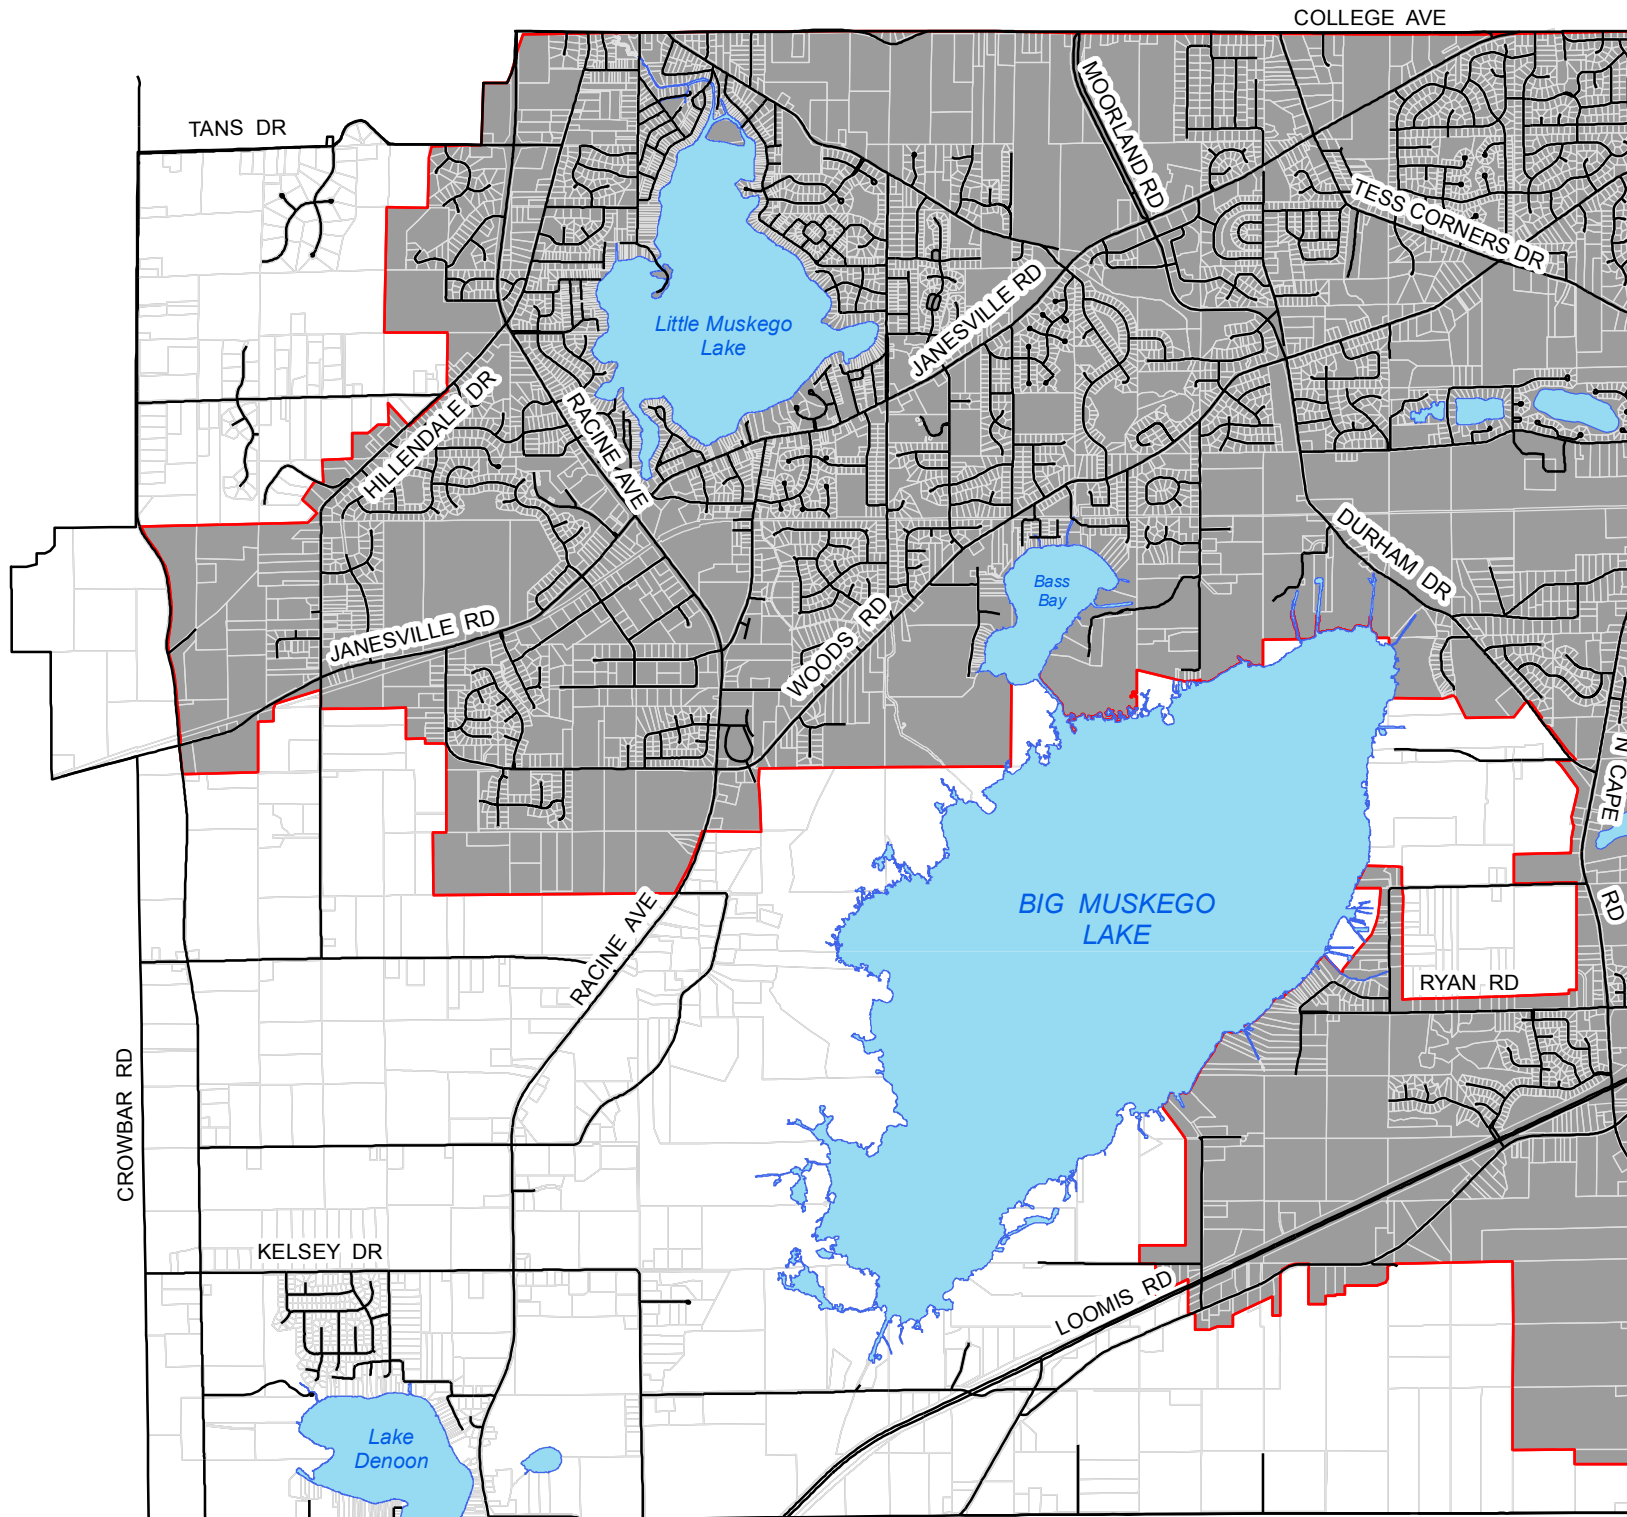 COLLEGE AVE
TANS DR
MOORLAND RD
TESS CORNERS DR
JANESVILLE RD
Little Muskego
Lake
HILLENDALE DR
RACINE AVE
DURHAM DR
Bass
Bay
JANESVILLE RD
WOODS RD
N CAPE
RD
BIG MUSKEGO
LAKE
RACINE AVE
RYAN RD
CROWBAR RD
KELSEY DR
LOOMIS RD
Lake
Denoon